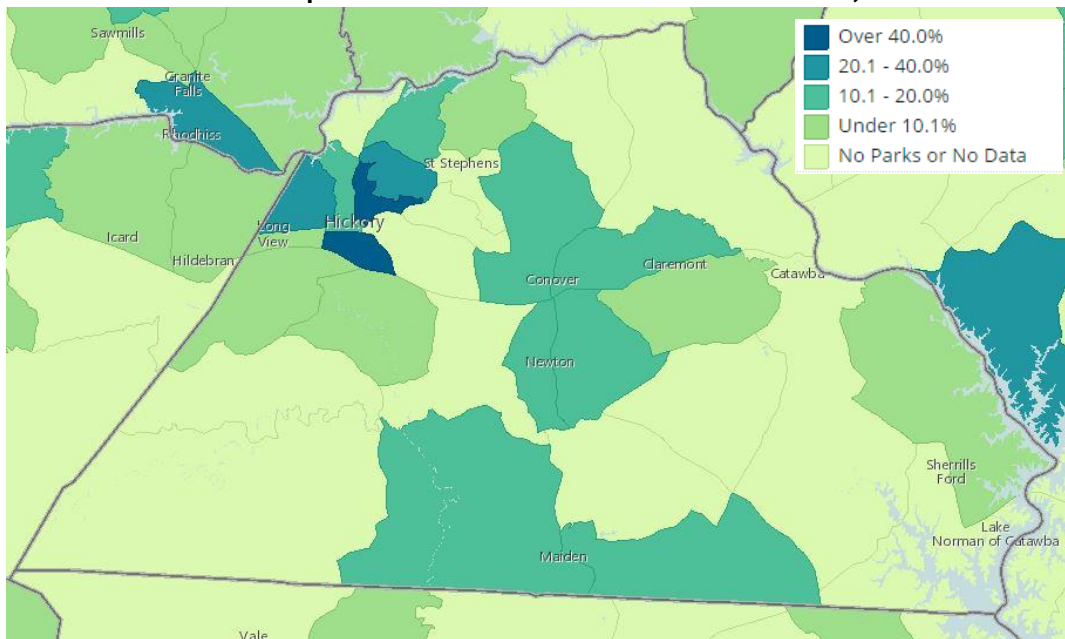 Over 40.0%
20.1 - 40.0%
10.1 - 20.0%
Under 10.1%
No Parks or No Data
Sawmills
Granite
Falls
Rhodhiss
St Stephens
Hickory
Long
View
Icard
Hildebran
Conover
Claremont
Catawba
Newton
Sherrills
Ford
Lake
Norman of Catawba
Maiden
Vale